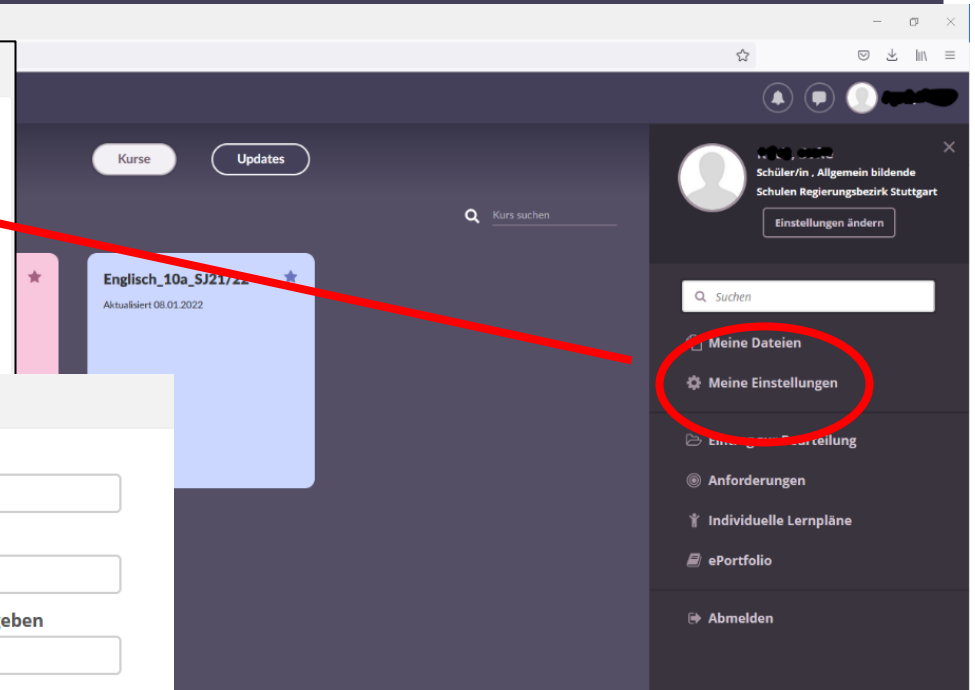 Kurse
Updates
Schüler/in , Allgemein bildende
Schulen Regierungsbezirk Stuttgart
Einstellungen ändern
Kurs suchen
Englisch_10a_SJ21/22
Aktualisiert 08.01.2022
Suchen
Meine Dateien
Meine Einstellungen
Anforderungen
Individuelle Lernpläne
ePortfolio
Abmelden